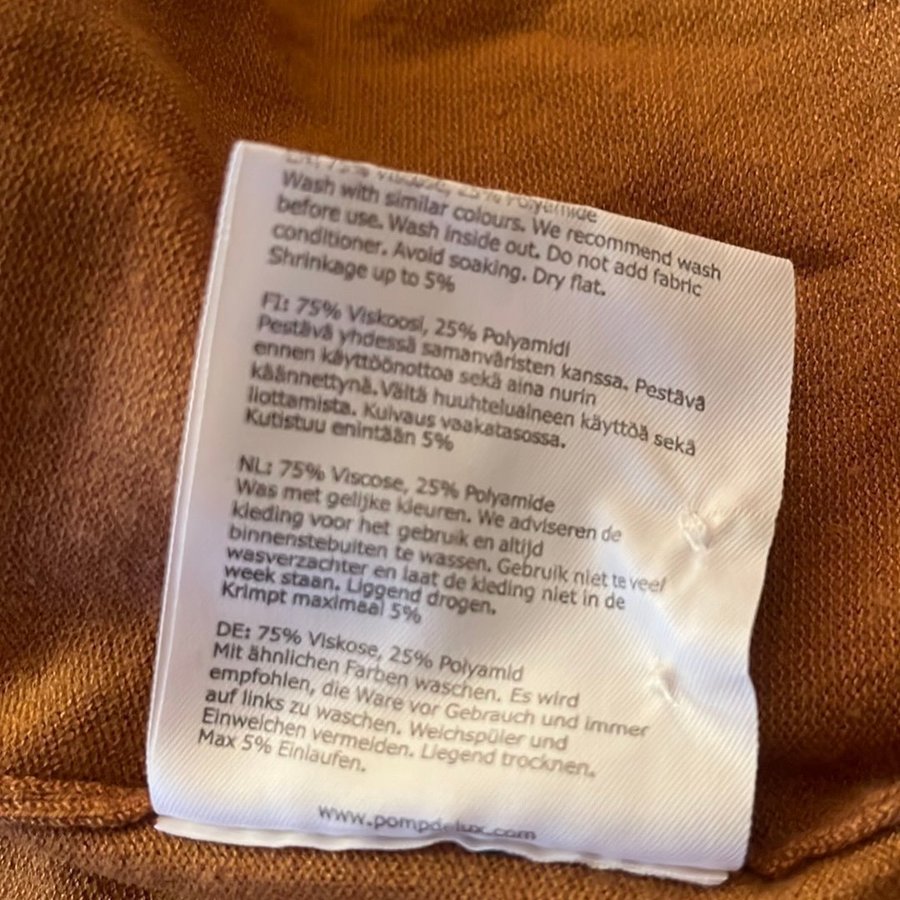 75% Viscose, 25% Polyamide
Wash with similar colours. We recommend wash
before use. Wash inside out. Do not add fabric
conditioner. Avoid soaking. Dry flat.
Shrinkage up to 5%
FI: 75% Viskoosi, 25% Polyamidi
Pestävä yhdessä samanväristen kanssa. Pestävä
ennen käyttöönottoa sekä aina nurin
käännettynä. Vältä huuhteluaineen käyttöä sekä
liottamista. Kuivaus vaakatasossa.
Kutistuu enintään 5%
NL: 75% Viscose, 25% Polyamide
Was met gelijke kleuren. We adviseren de
kleding voor het gebruik en altijd
binnenstebuiten te wassen. Gebruik niet te veel
wasverzachter en laat de kleding niet in de
week staan. Liggend drogen.
Krimpt maximaal 5%
DE: 75% Viskose, 25% Polyamid
Mit ähnlichen Farben waschen. Es wird
empfohlen, die Ware vor Gebrauch und immer
auf links zu waschen. Weichspüler und
Einweichen vermeiden. Liegend trocknen.
Max 5% Einlaufen.
www.pompdelux.com